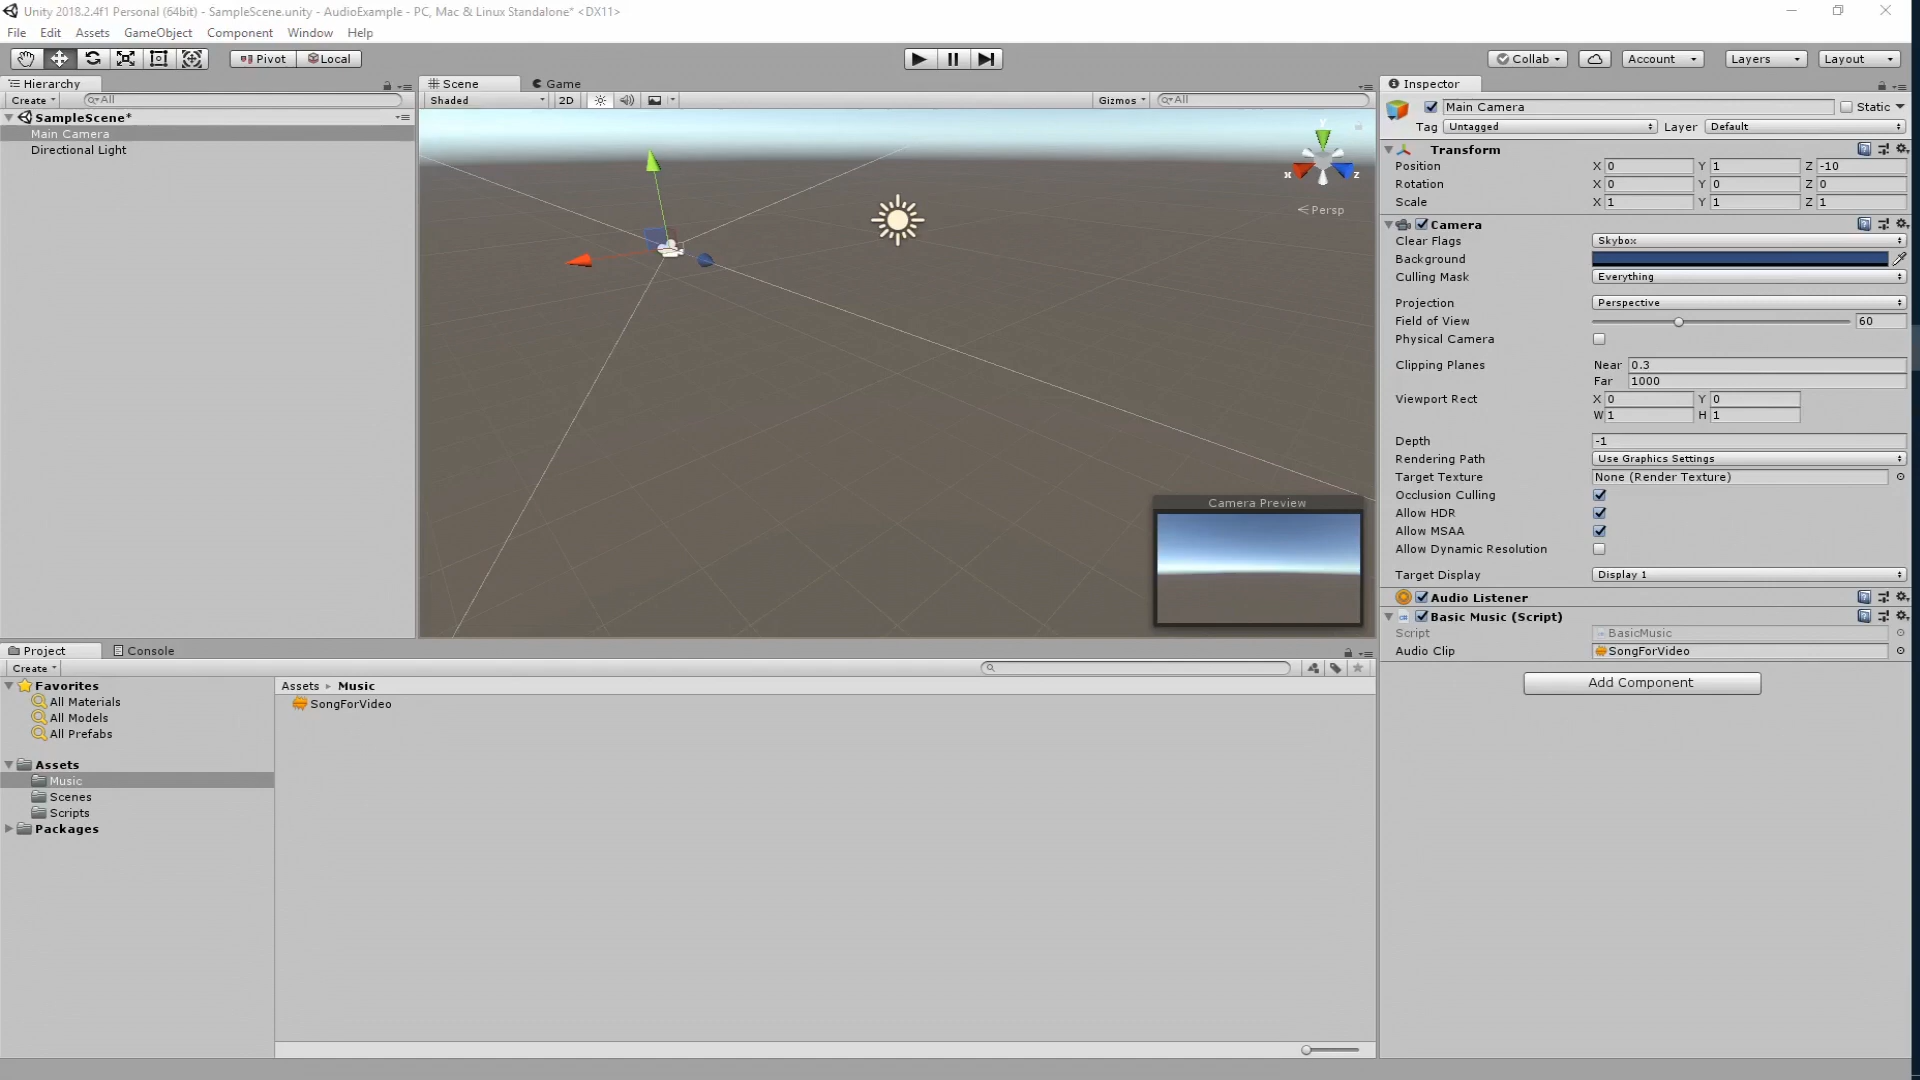 Unity 2018.2.4f1 Personal (64bit) - SampleScene.unity - AudioExample - PC, Mac & Linux Standalone* <DX11>
File Edit Assets GameObject Component Window Help
Pivot Local Collab Account Layers Layout
Hierarchy Scene Game Inspector
Create All Shaded 2D Gizmos All Main Camera Static
Tag Untagged Layer Default
SampleScene*
Main Camera
Directional Light
y
x z
Persp
Transform
Position X 0 Y 1 Z -10
Rotation X 0 Y 0 Z 0
Scale X 1 Y 1 Z 1
Camera
Clear Flags Skybox
Background
Culling Mask Everything
Projection Perspective
Field of View 60
Physical Camera
Clipping Planes Near 0.3
Far 1000
Viewport Rect X 0 Y 0
W 1 H 1
Depth -1
Rendering Path Use Graphics Settings
Target Texture None (Render Texture)
Occlusion Culling
Allow HDR
Allow MSAA
Allow Dynamic Resolution
Target Display Display 1
Audio Listener
Basic Music (Script)
Script BasicMusic
Audio Clip SongForVideo
Add Component
Camera Preview
Project Console
Create
Favorites
All Materials
All Models
All Prefabs
Assets
Music
Scenes
Scripts
Packages
Assets Music
SongForVideo